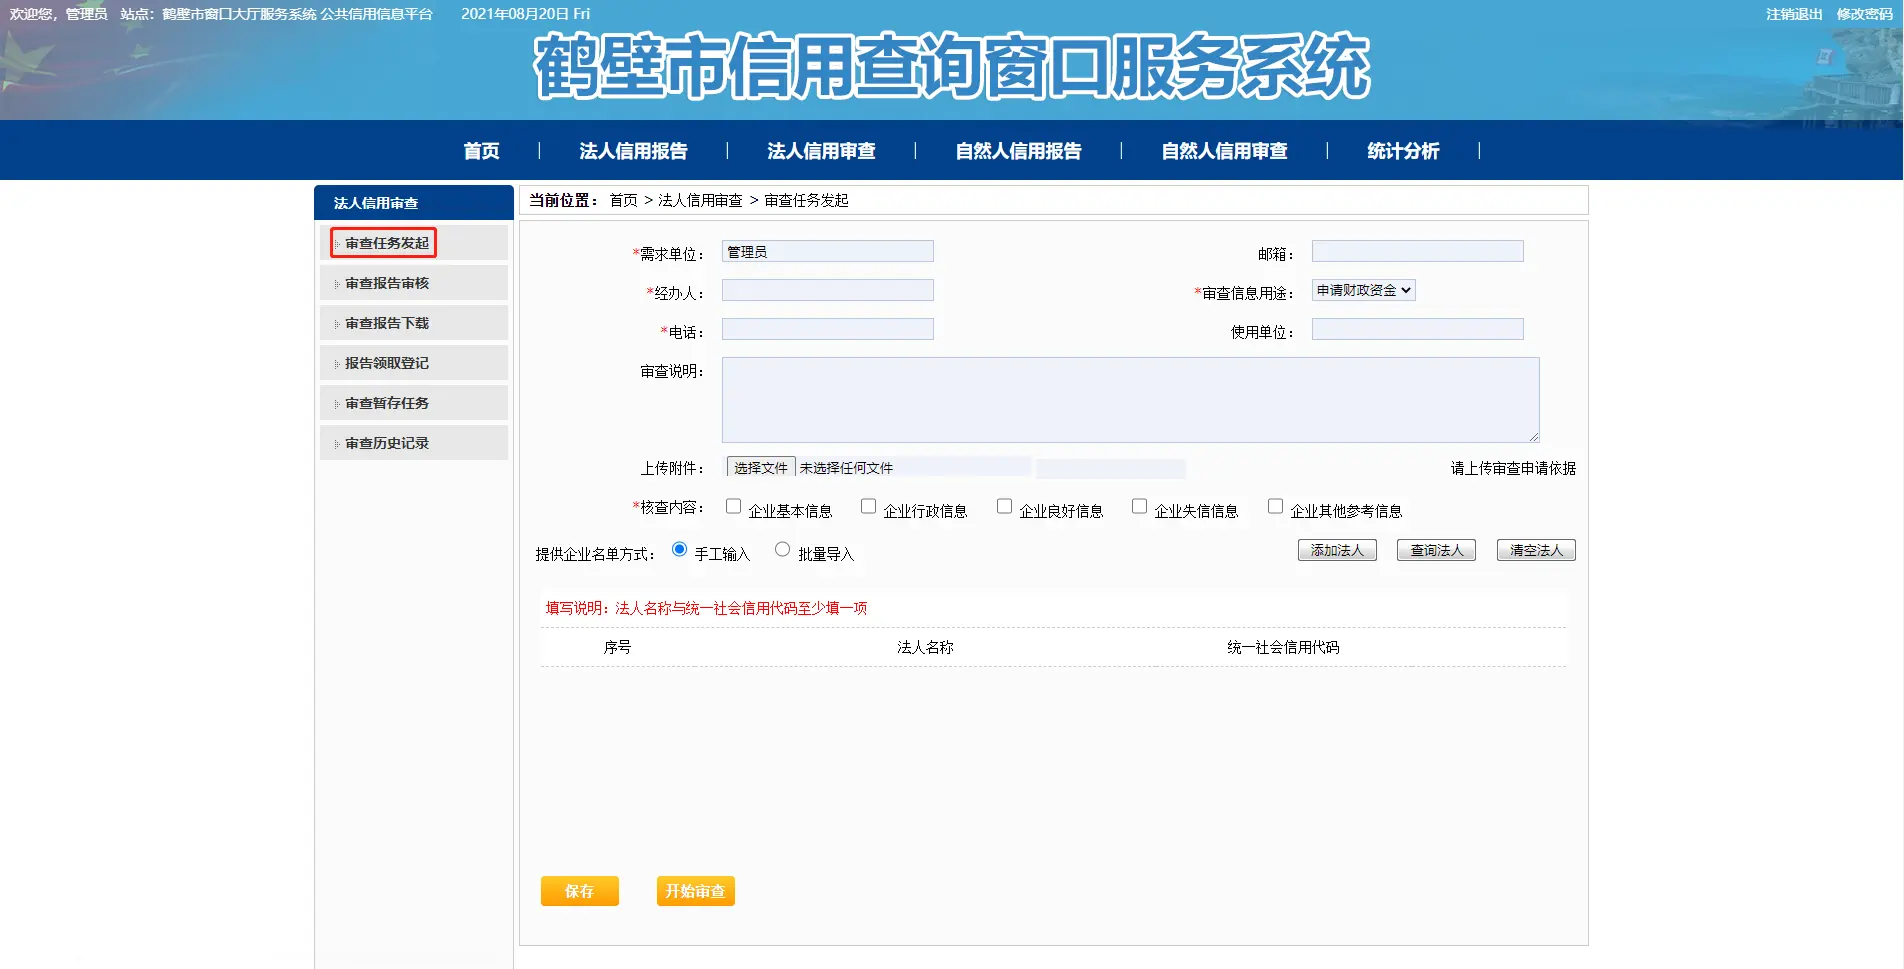 欢迎您，管理员 站点：鹤壁市窗口大厅服务系统 公共信用信息平台 2021年08月20日 Fri
注销退出 修改密码
鹤壁市信用查询窗口服务系统
首页 | 法人信用报告 | 法人信用审查 | 自然人信用报告 | 自然人信用审查 | 统计分析 |
法人信用审查
审查任务发起
审查报告审核
审查报告下载
报告领取登记
审查暂存任务
审查历史记录
当前位置： 首页 > 法人信用审查 > 审查任务发起
*需求单位： 管理员 邮箱：
*经办人： *审查信息用途： 申请财政资金
*电话： 使用单位：
审查说明：
上传附件： 选择文件 未选择任何文件 请上传审查申请依据
*核查内容： 企业基本信息 企业行政信息 企业良好信息 企业失信信息 企业其他参考信息
提供企业名单方式： 手工输入 批量导入 添加法人 查询法人 清空法人
填写说明：法人名称与统一社会信用代码至少填一项
序号 法人名称 统一社会信用代码
保存 开始审查